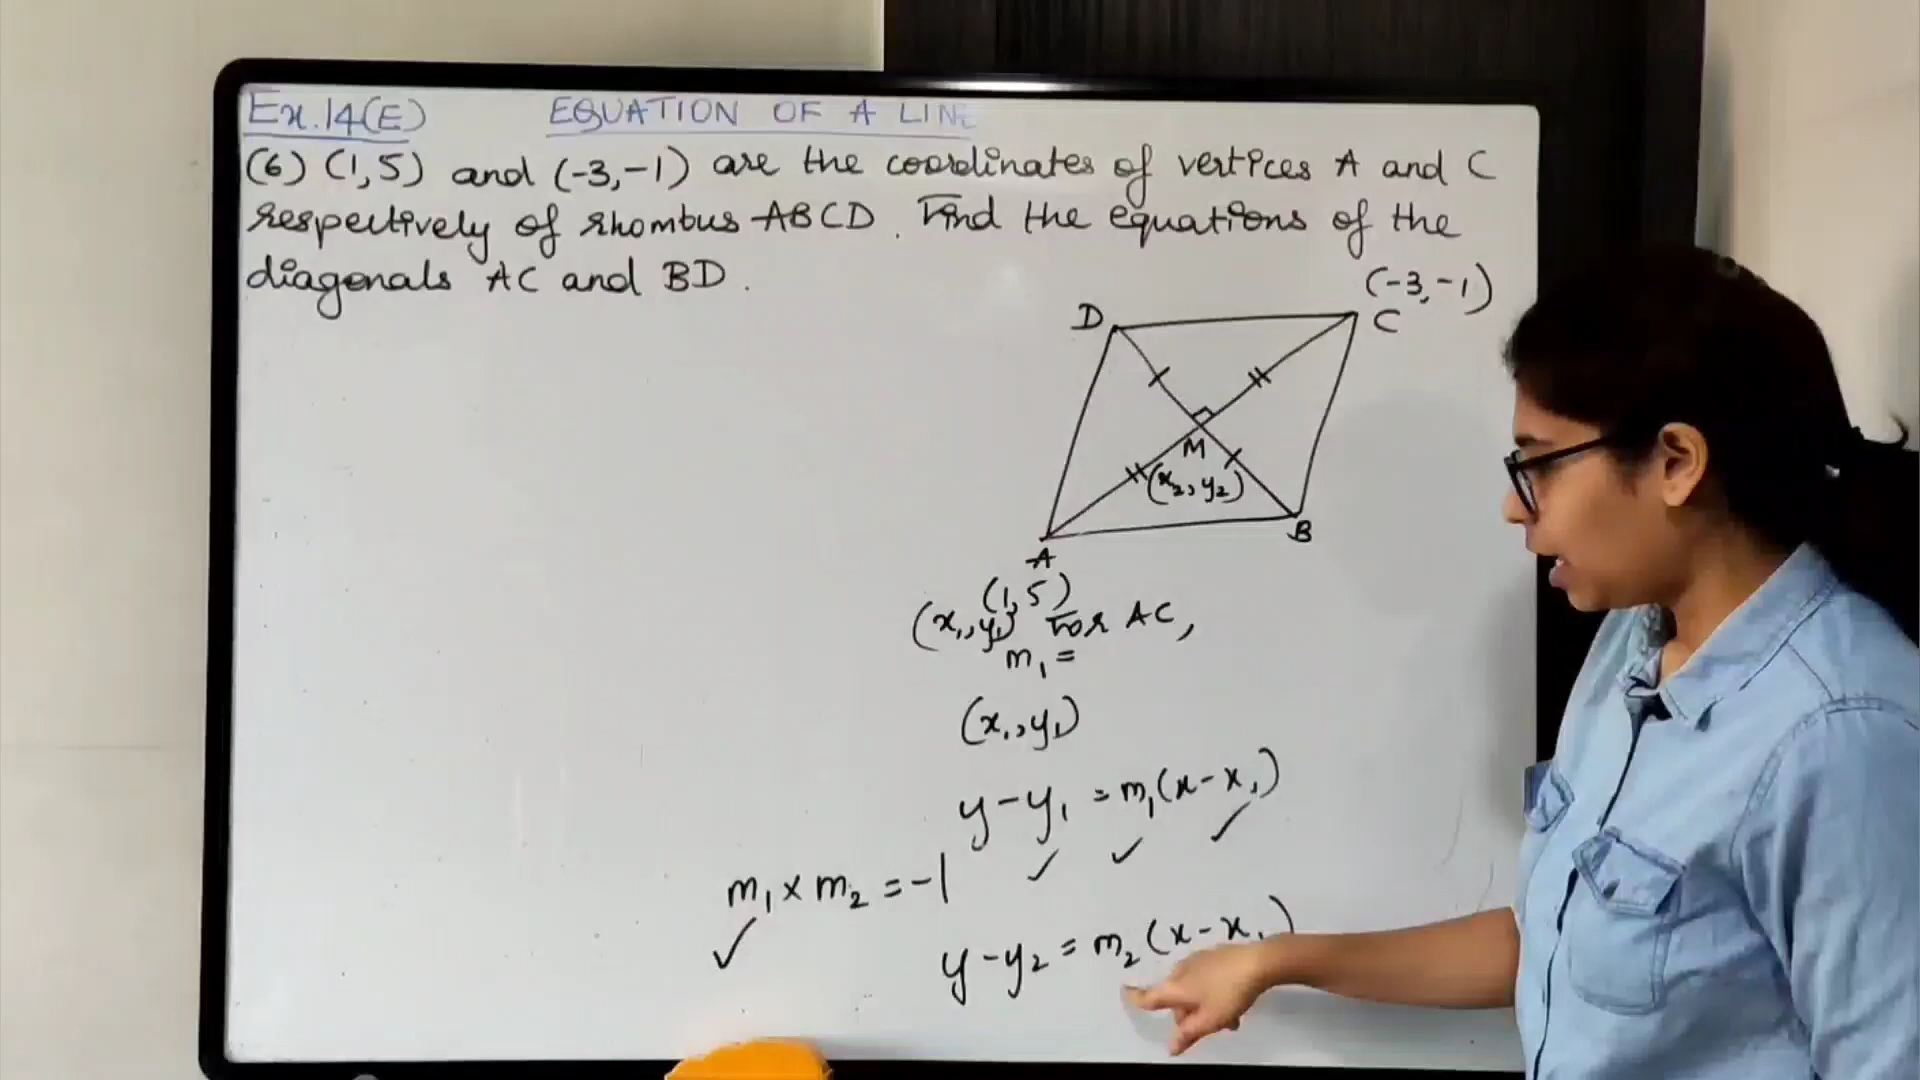 Ex.14(E) EQUATION OF A LINE
(6) (1,5) and (-3,-1) are the coordinates of vertices A and C
respectively of rhombus ABCD. Find the equations of the
diagonals AC and BD.
(-3,-1)
D C
M
(x₂, y₂)
B
A
(1,5)
(x₁, y₁) For AC,
m₁ =
(x₁, y₁)
y - y₁ = m₁(x - x₁)
m₁ × m₂ = -1
y - y₂ = m₂ (x - x₁)